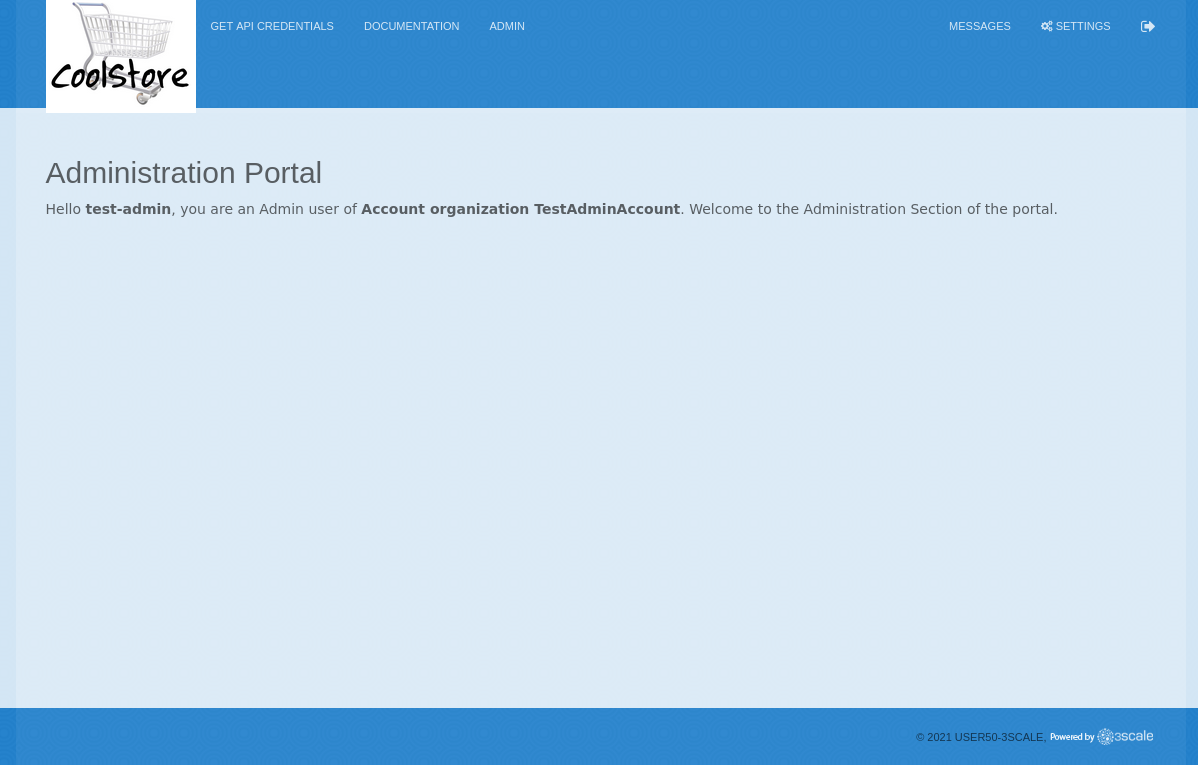 CoolStore
GET API CREDENTIALS DOCUMENTATION ADMIN MESSAGES SETTINGS
Administration Portal
Hello test-admin, you are an Admin user of Account organization TestAdminAccount. Welcome to the Administration Section of the portal.
© 2021 USER50-3SCALE, Powered by 3scale